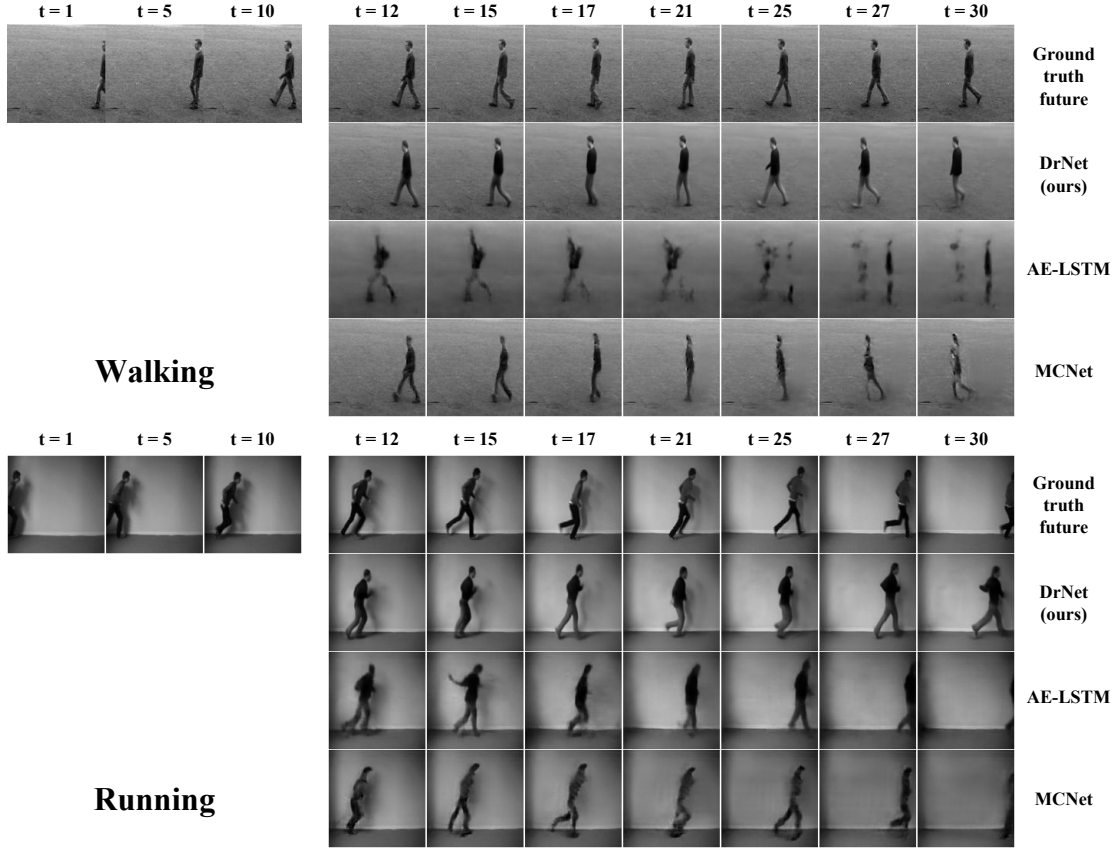 t = 1 t = 5 t = 10 t = 12 t = 15 t = 17 t = 21 t = 25 t = 27 t = 30
Ground
truth
future
DrNet
(ours)
AE-LSTM
Walking
MCNet
t = 1 t = 5 t = 10 t = 12 t = 15 t = 17 t = 21 t = 25 t = 27 t = 30
Ground
truth
future
DrNet
(ours)
AE-LSTM
Running
MCNet